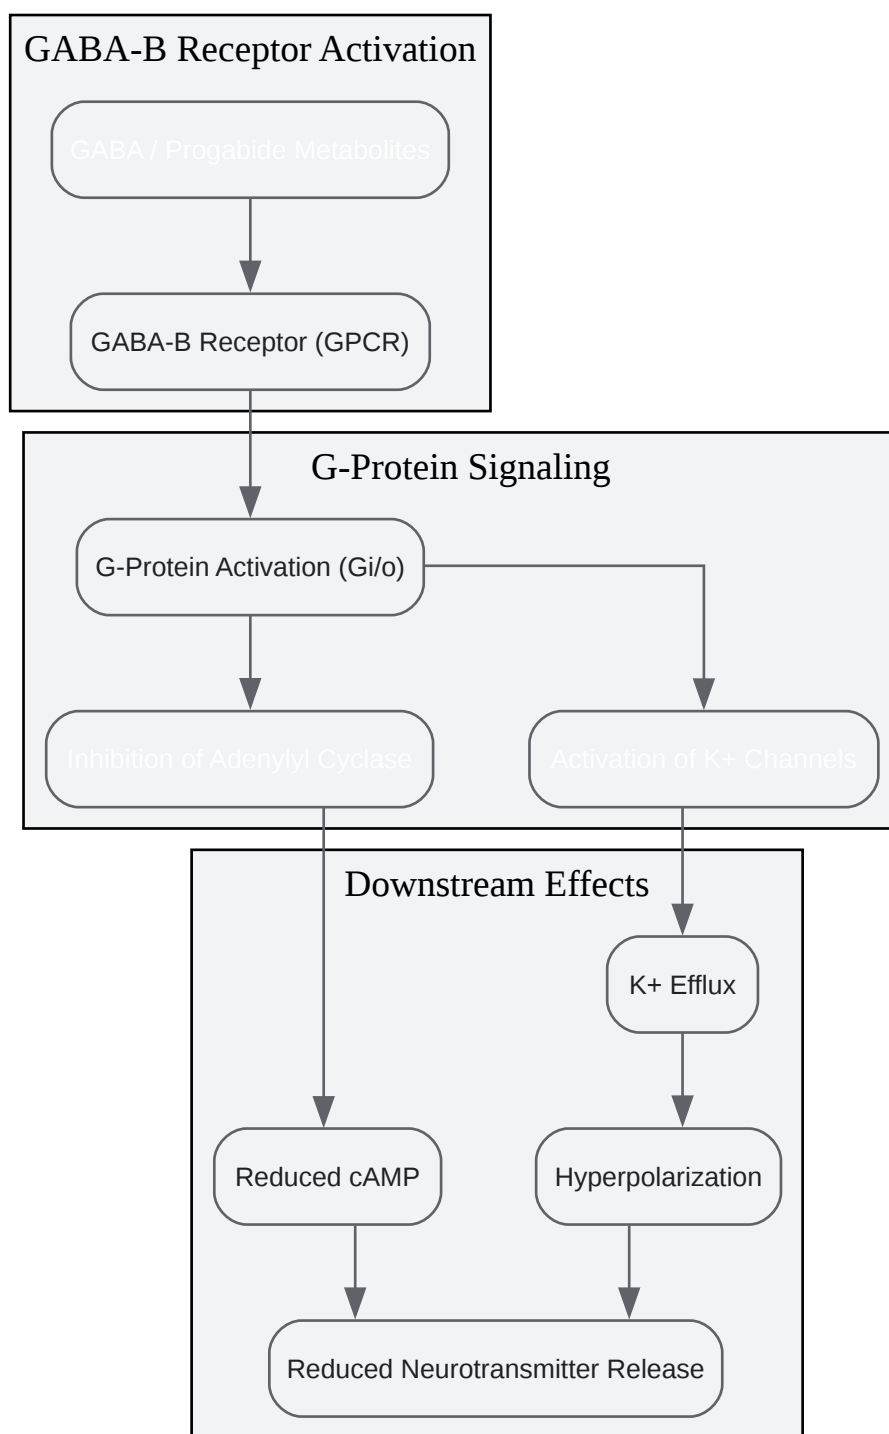 GABA-B Receptor Activation
GABA / Progabide Metabolites
GABA-B Receptor (GPCR)
G-Protein Signaling
G-Protein Activation (Gi/o)
Inhibition of Adenylyl Cyclase
Activation of K+ Channels
Downstream Effects
K+ Efflux
Reduced cAMP
Hyperpolarization
Reduced Neurotransmitter Release